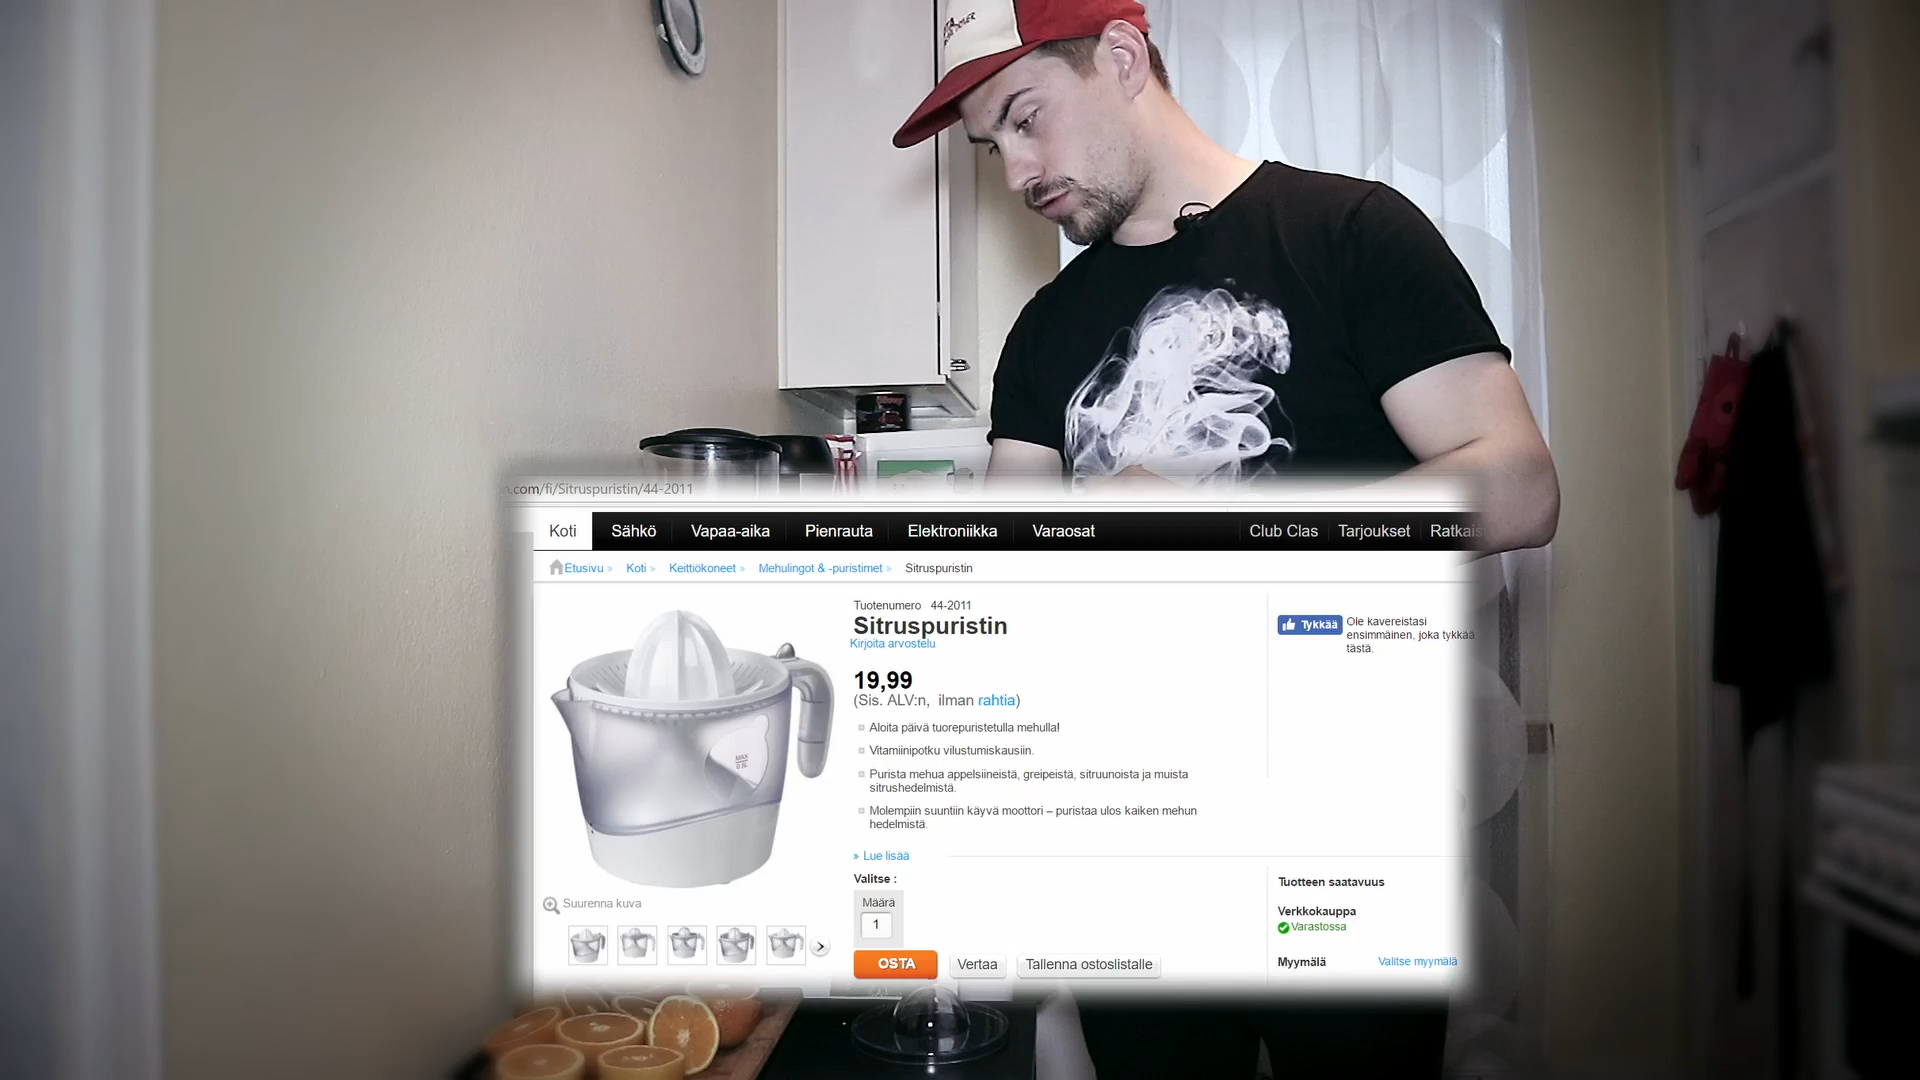 n.com/fi/Sitruspuristin/44-2011
Koti Sähkö Vapaa-aika Pienrauta Elektroniikka Varaosat Club Clas Tarjoukset
Etusivu » Koti » Keittiökoneet » Mehulingot & -puristimet » Sitruspuristin
Tuotenumero 44-2011
Sitruspuristin
Kirjoita arvostelu
19,99
(Sis. ALV:n, ilman rahtia)
Aloita päivä tuorepuristetulla mehulla!
Vitamiinipotku vilustumiskausiin.
Purista mehua appelsiineistä, greipeistä, sitruunoista ja muista
sitrushedelmistä.
Molempiin suuntiin käyvä moottori – puristaa ulos kaiken mehun
hedelmistä.
» Lue lisää
Valitse :
Määrä
1
OSTA Vertaa Tallenna ostoslistalle
MAX
Suurenna kuva
Tykkää
Ole kavereistasi
ensimmäinen, joka tykkää
tästä.
Tuotteen saatavuus
Verkkokauppa
Varastossa
Myymälä Valitse myymälä